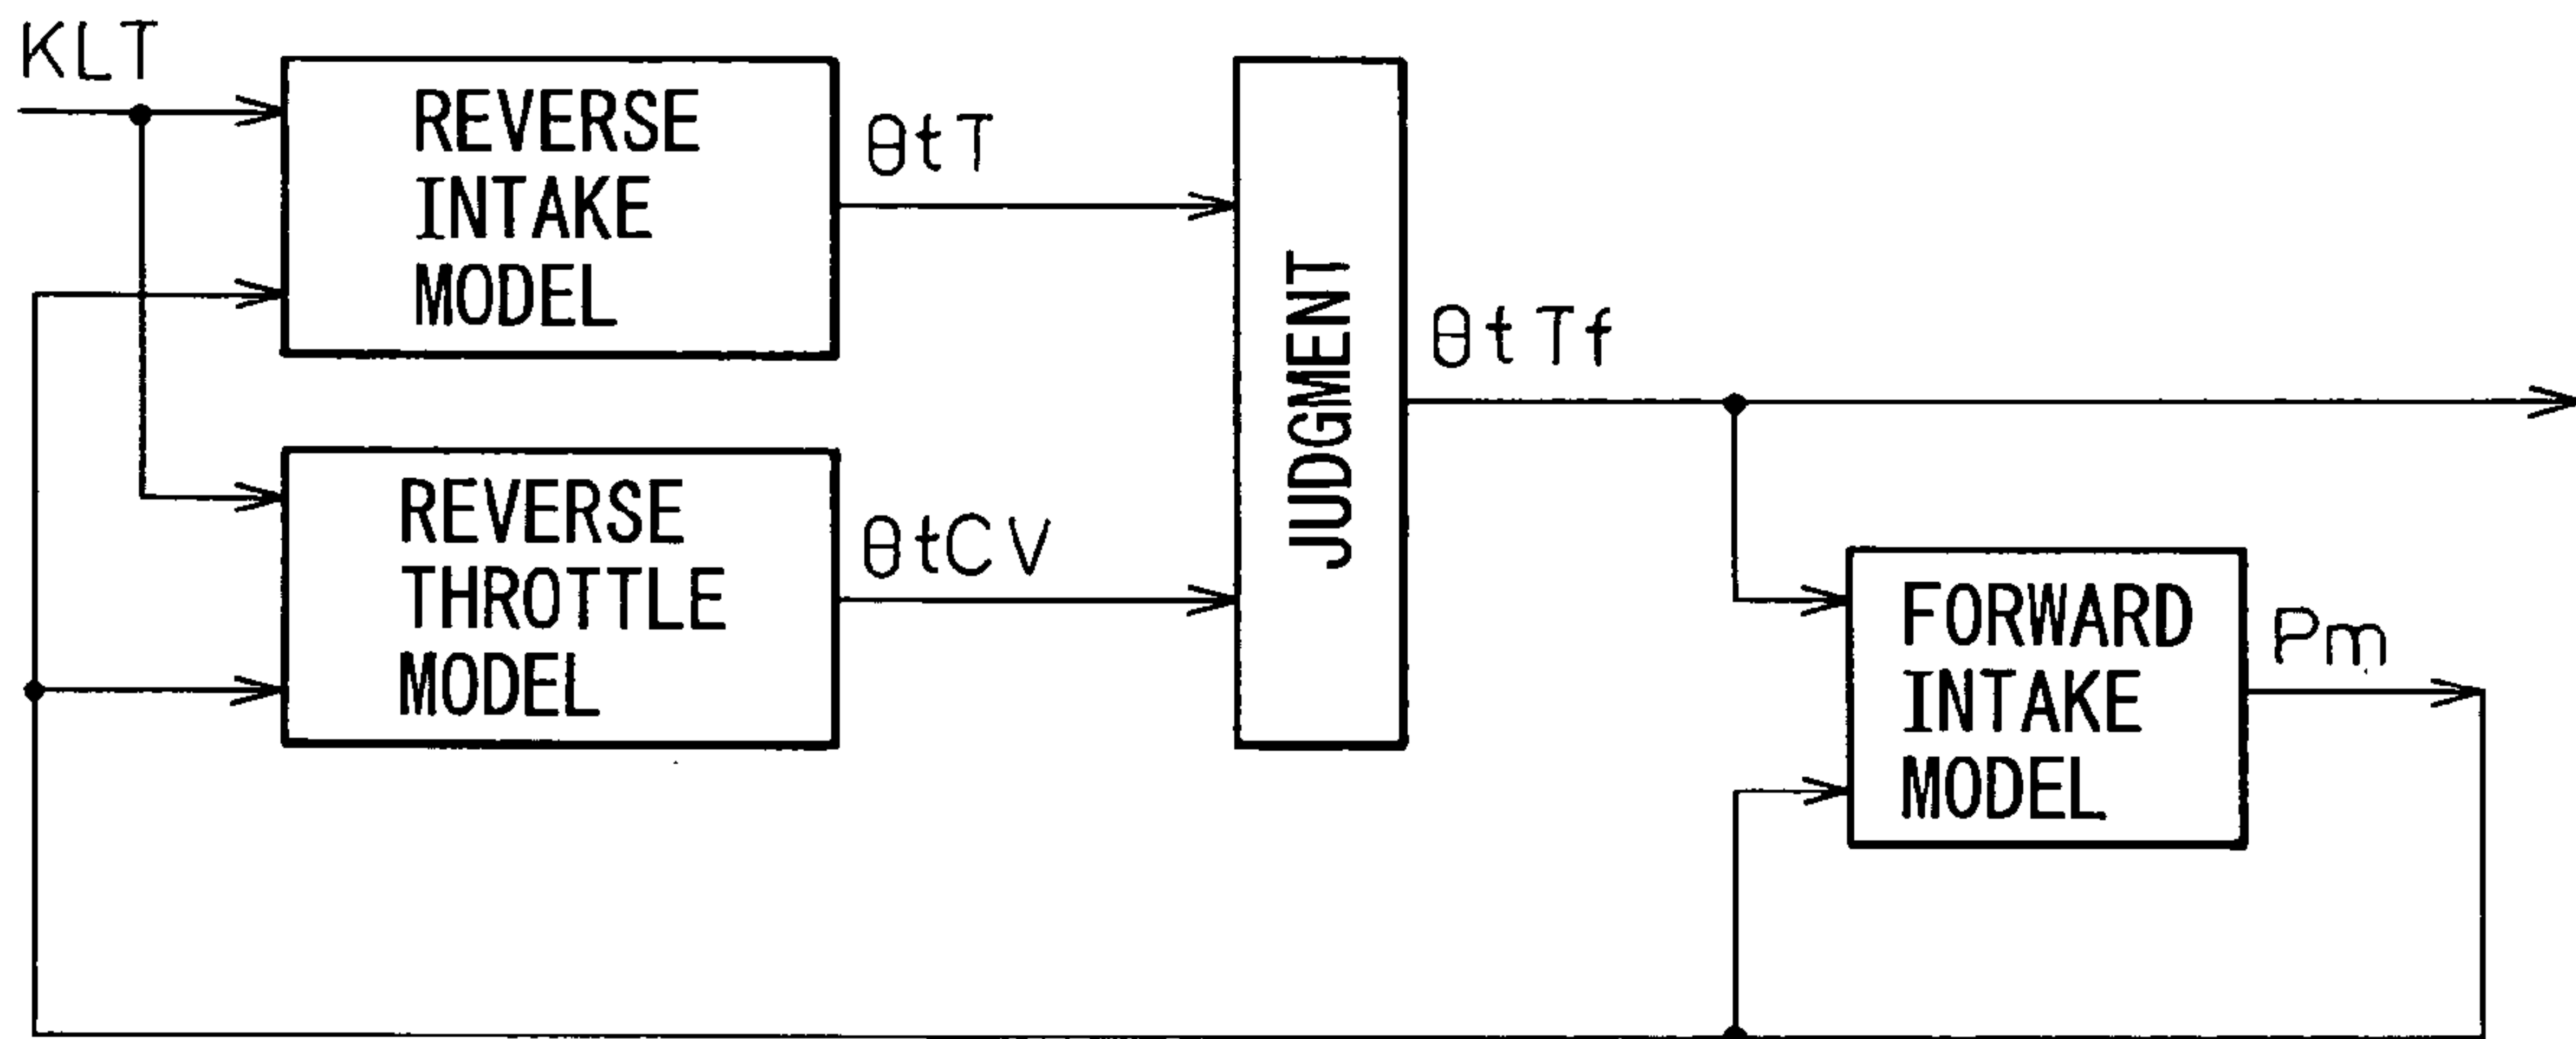 KLT
REVERSE
INTAKE
MODEL
θtT
REVERSE
THROTTLE
MODEL
θtCV
JUDGMENT
θtTf
FORWARD
INTAKE
MODEL
Pm